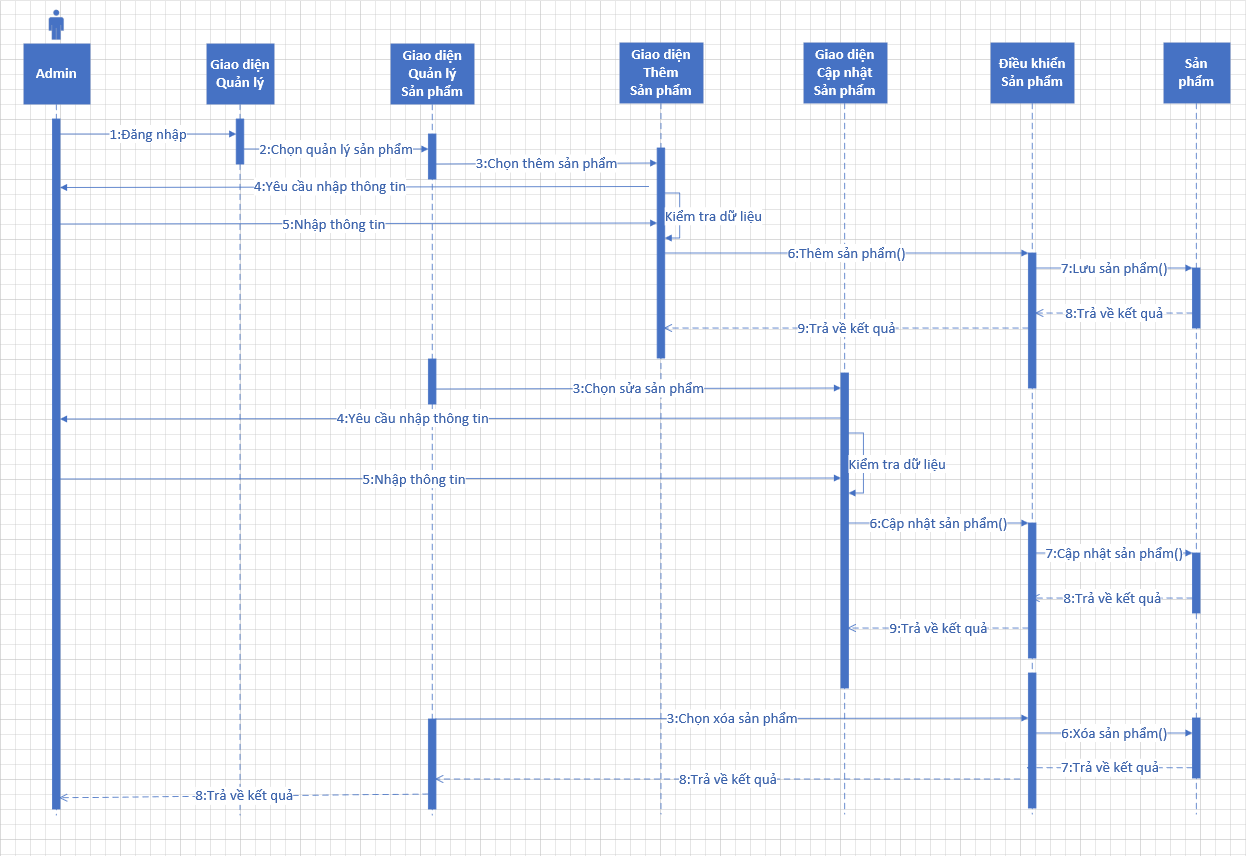 Admin
Giao diện
Quản lý
Giao diện
Quản lý
Sản phẩm
Giao diện
Thêm
Sản phẩm
Giao diện
Cập nhật
Sản phẩm
Điều khiển
Sản phẩm
Sản
phẩm
1:Đăng nhập
2:Chọn quản lý sản phẩm
3:Chọn thêm sản phẩm
4:Yêu cầu nhập thông tin
Kiểm tra dữ liệu
5:Nhập thông tin
6:Thêm sản phẩm()
7:Lưu sản phẩm()
8:Trả về kết quả
9:Trả về kết quả
3:Chọn sửa sản phẩm
4:Yêu cầu nhập thông tin
Kiểm tra dữ liệu
5:Nhập thông tin
6:Cập nhật sản phẩm()
7:Cập nhật sản phẩm()
8:Trả về kết quả
9:Trả về kết quả
3:Chọn xóa sản phẩm
6:Xóa sản phẩm()
7:Trả về kết quả
8:Trả về kết quả
8:Trả về kết quả